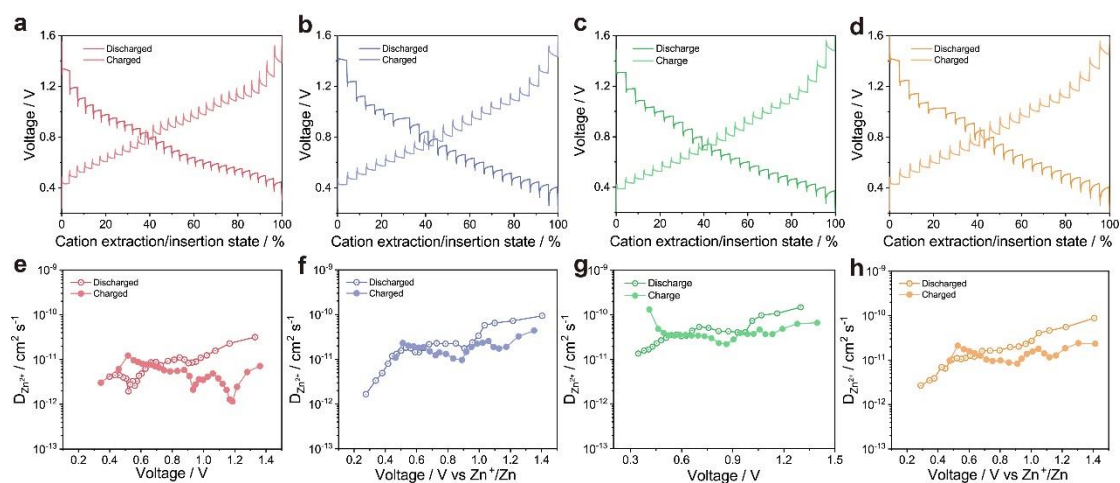 a
b
c
d
Discharged
Charged
Discharged
Charged
Discharge
Charge
Discharged
Charged
1.6
1.2
0.8
0.4
Voltage / V
0 10 20 30 40 50 60 70 80 90 100
Cation extraction/insertion state / %
1.6
1.2
0.8
0.4
Voltage / V
0 20 40 60 80 100
Cation extraction/insertion state / %
1.6
1.2
0.8
0.4
Voltage / V
0 20 40 60 80 100
Cation extraction/insertion state / %
1.6
1.2
0.8
0.4
Voltage / V
0 20 40 60 80 100
Cation extraction/insertion state / %
e
f
g
h
Discharged
Charged
Discharged
Charged
Discharge
Charge
Discharged
Charged
10⁻⁹
10⁻¹⁰
10⁻¹¹
10⁻¹²
10⁻¹³
D Zn²⁺ / cm² s⁻¹
0.2 0.4 0.6 0.8 1.0 1.2 1.4
Voltage / V
10⁻⁹
10⁻¹⁰
10⁻¹¹
10⁻¹²
10⁻¹³
D Zn²⁺ / cm² s⁻¹
0.2 0.4 0.6 0.8 1.0 1.2 1.4
Voltage / V vs Zn⁺/Zn
10⁻⁹
10⁻¹⁰
10⁻¹¹
10⁻¹²
10⁻¹³
D Zn²⁺ / cm² s⁻¹
0.3 0.6 0.9 1.2 1.5
Voltage / V
10⁻⁹
10⁻¹⁰
10⁻¹¹
10⁻¹²
10⁻¹³
D Zn²⁺ / cm² s⁻¹
0.2 0.4 0.6 0.8 1.0 1.2 1.4
Voltage / V vs Zn⁺/Zn